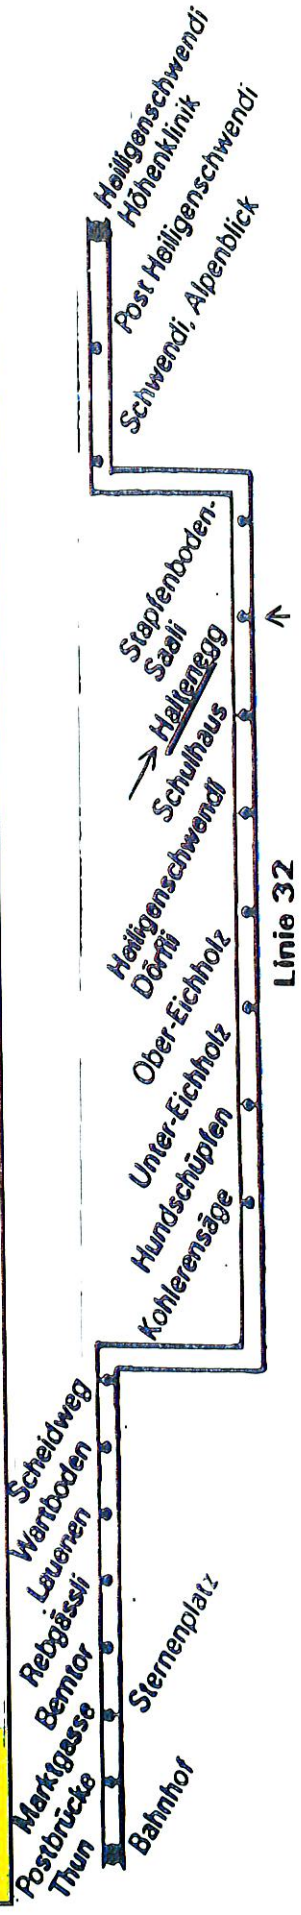 Thun
Bahnhof
Postbrücke
Marktgasse
Sternenplatz
Berntor
Rebgässli
Lauenen
Wartboden
Scheidweg
Kohlerensäge
Hundschüpfen
Unter-Eichholz
Ober-Eichholz
Heiligenschwendi
Dörfli
Schulhaus
Haltenegg
Stapfenboden-
Saali
Schwendi, Alpenblick
Post Heiligenschwendi
Heiligenschwendi
Höhenklinik
Linie 32